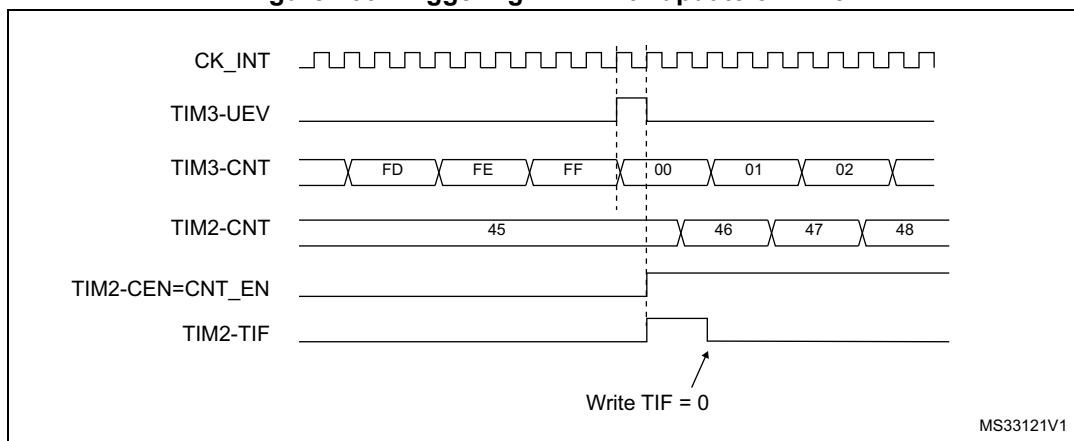 CK_INT
TIM3-UEV
TIM3-CNT FD FE FF 00 01 02
TIM2-CNT 45 46 47 48
TIM2-CEN=CNT_EN
TIM2-TIF
Write TIF = 0
MS33121V1